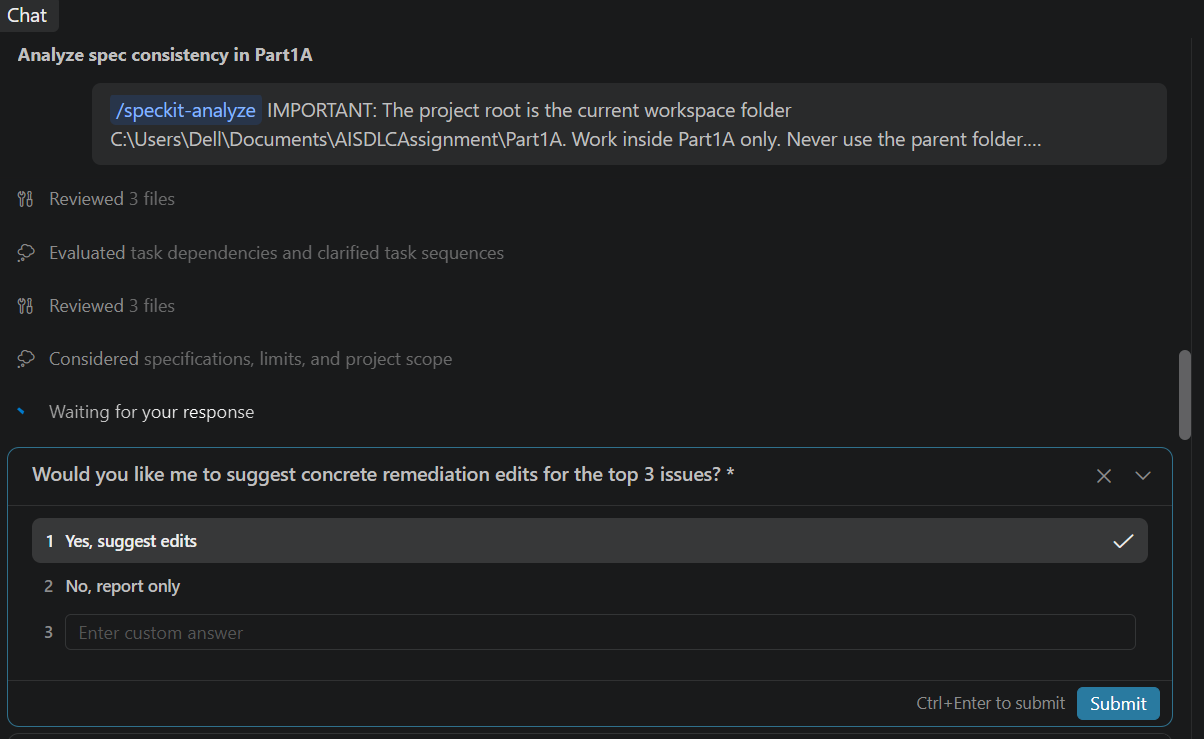 Chat
Analyze spec consistency in Part1A
/speckit-analyze IMPORTANT: The project root is the current workspace folder
C:\Users\Dell\Documents\AISDLCAssignment\Part1A. Work inside Part1A only. Never use the parent folder....
Reviewed 3 files
Evaluated task dependencies and clarified task sequences
Reviewed 3 files
Considered specifications, limits, and project scope
Waiting for your response
Would you like me to suggest concrete remediation edits for the top 3 issues? *
1 Yes, suggest edits
2 No, report only
3 Enter custom answer
Ctrl+Enter to submit Submit